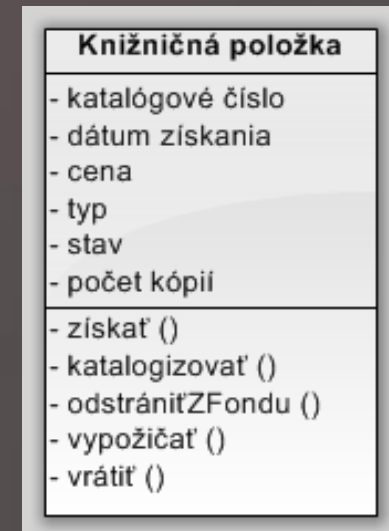 Knižničná položka
- katalógové číslo
- dátum získania
- cena
- typ
- stav
- počet kópií
- získať ()
- katalogizovať ()
- odstrániťZFondu ()
- vypožičať ()
- vrátiť ()